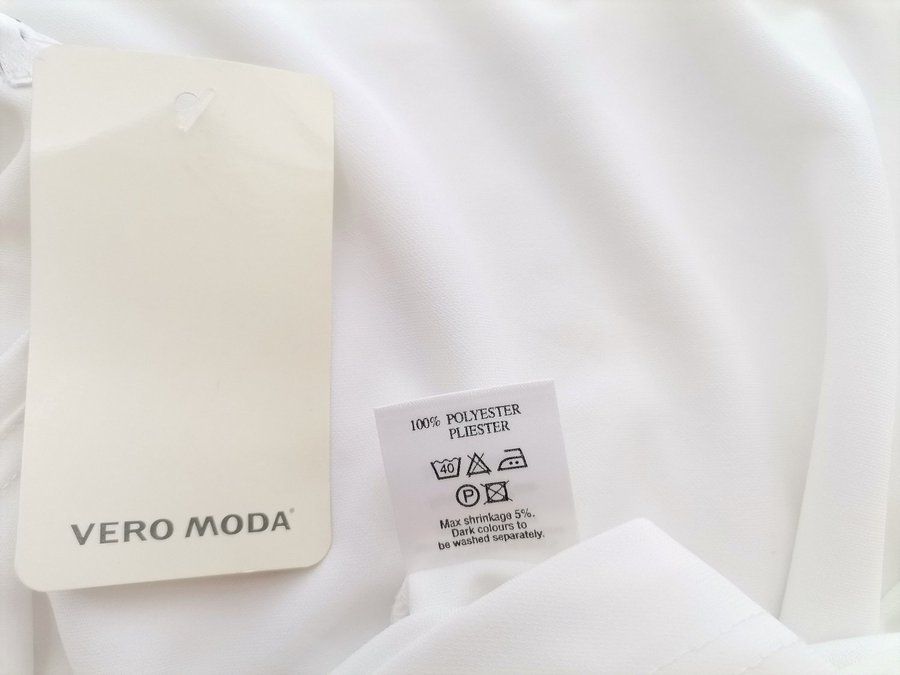 VERO MODA®
100% POLYESTER
PLIESTER
40
P
Max shrinkage 5%.
Dark colours to
be washed separately.